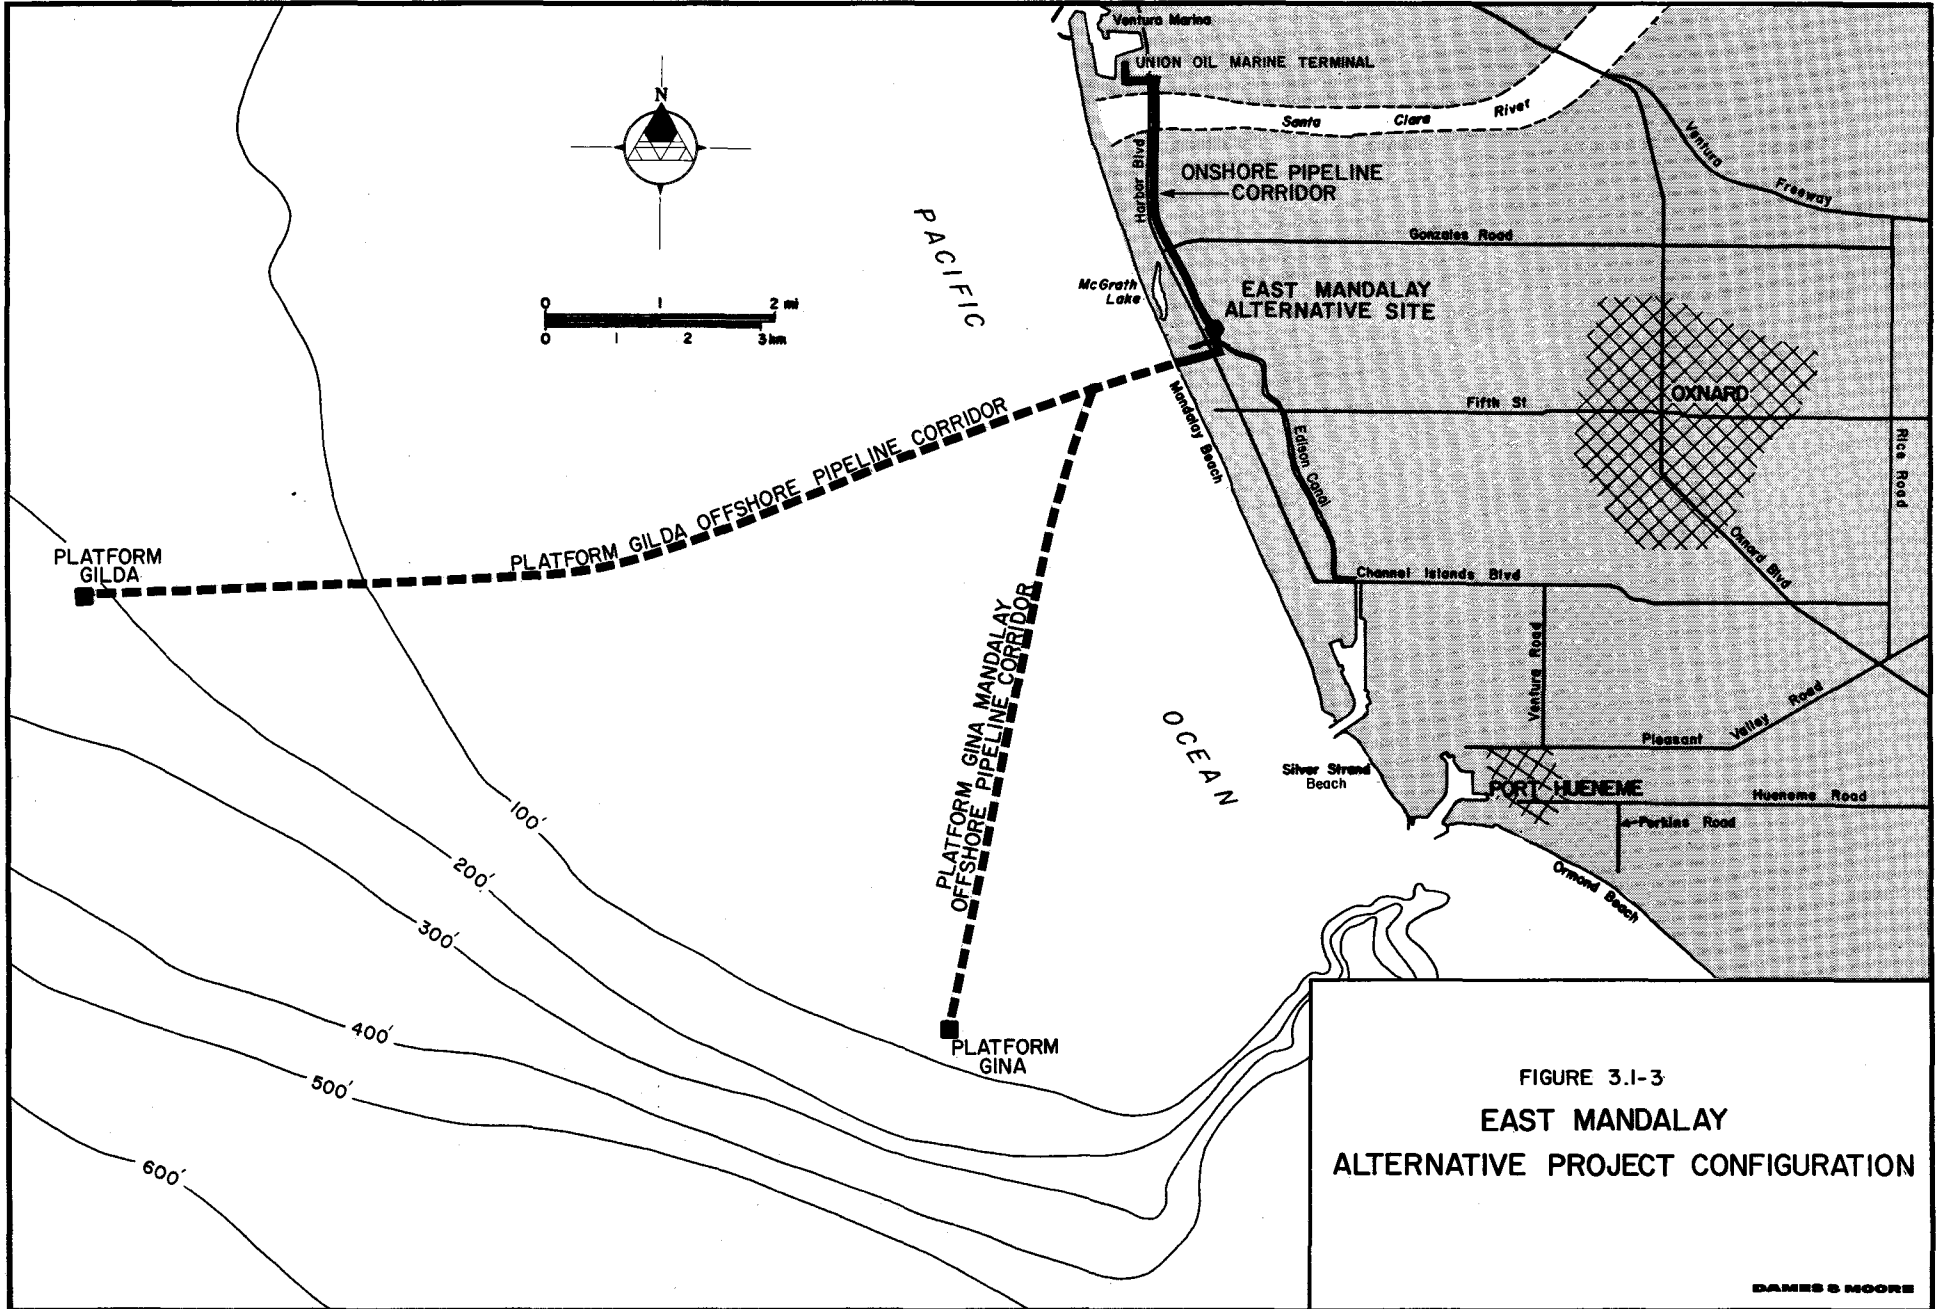 Ventura Marina
UNION OIL MARINE TERMINAL
N
Santa Clara River
Ventura Freeway
Harbor Blvd
ONSHORE PIPELINE
CORRIDOR
PACIFIC
Gonzales Road
McGrath
Lake
EAST MANDALAY
ALTERNATIVE SITE
0 1 2 mi
0 1 2 3 km
OXNARD
Fifth St
Mandalay Beach
Edison Canal
Rice Road
PLATFORM GILDA OFFSHORE PIPELINE CORRIDOR
PLATFORM
GILDA
Oxnard Blvd
Channel Islands Blvd
PLATFORM GINA MANDALAY
OFFSHORE PIPELINE CORRIDOR
Ventura Road
OCEAN
Pleasant Valley Road
Silver Strand
Beach
PORT HUENEME
Hueneme Road
Perkins Road
Ormond Beach
100'
200'
300'
400'
500'
600'
PLATFORM
GINA
FIGURE 3.1-3
EAST MANDALAY
ALTERNATIVE PROJECT CONFIGURATION
DAMES & MOORE